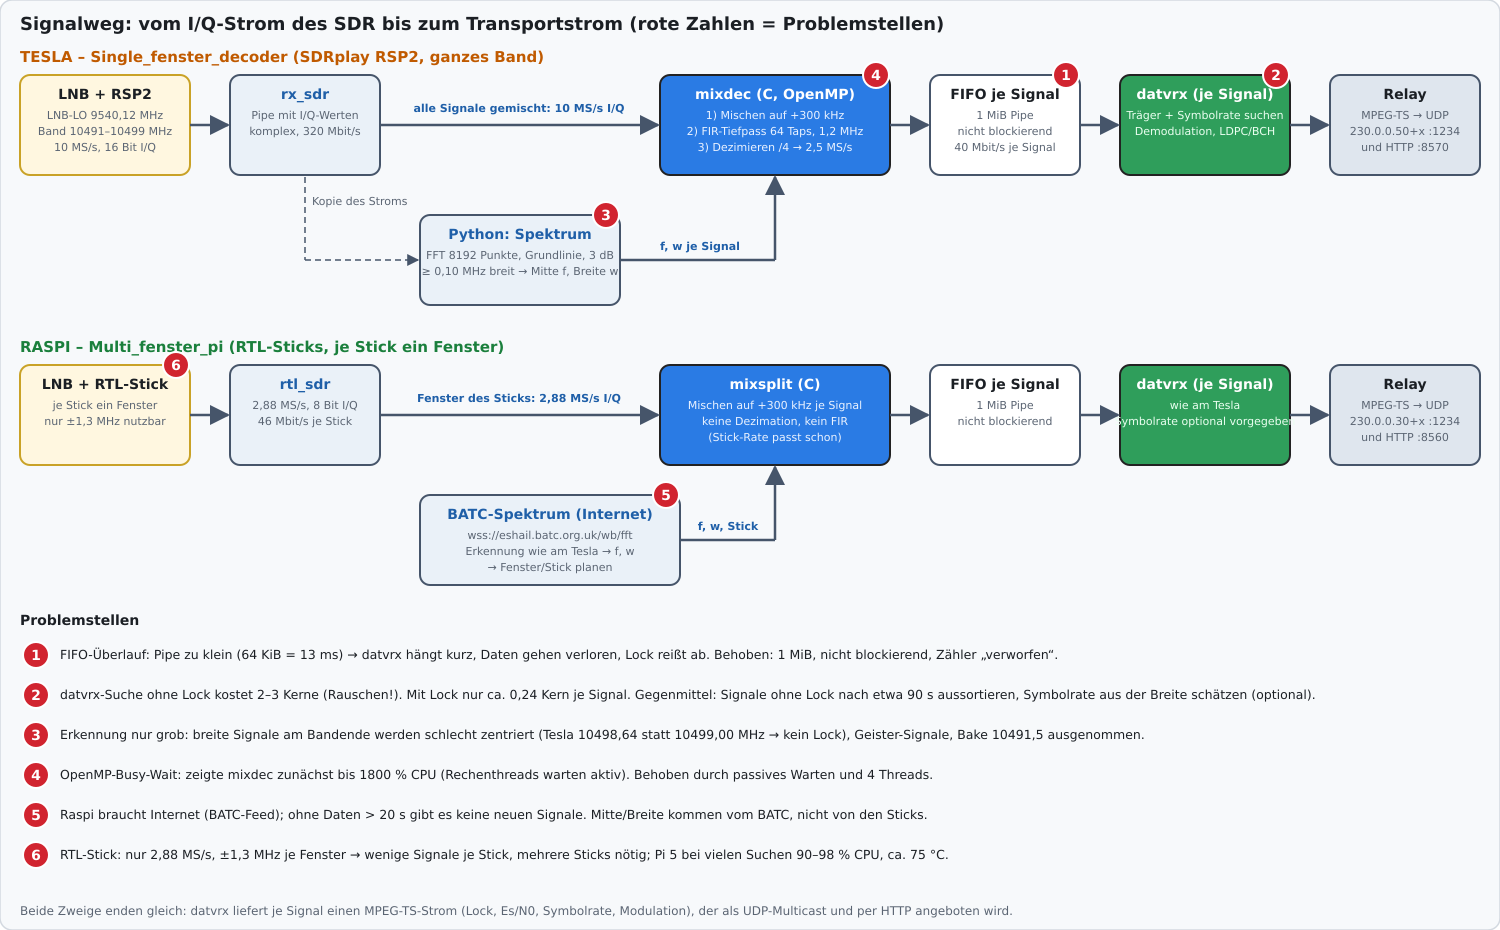 Signalweg: vom I/Q-Strom des SDR bis zum Transportstrom (rote Zahlen = Problemstellen)
TESLA – Single_fenster_decoder (SDRplay RSP2, ganzes Band)
LNB + RSP2
LNB-LO 9540,12 MHz
Band 10491–10499 MHz
10 MS/s, 16 Bit I/Q
rx_sdr
Pipe mit I/Q-Werten
komplex, 320 Mbit/s
alle Signale gemischt: 10 MS/s I/Q
4
mixdec (C, OpenMP)
1) Mischen auf +300 kHz
2) FIR-Tiefpass 64 Taps, 1,2 MHz
3) Dezimieren /4 → 2,5 MS/s
1
FIFO je Signal
1 MiB Pipe
nicht blockierend
40 Mbit/s je Signal
2
datvrx (je Signal)
Träger + Symbolrate suchen
Demodulation, LDPC/BCH
Relay
MPEG-TS → UDP
230.0.0.50+x :1234
und HTTP :8570
Kopie des Stroms
3
Python: Spektrum
FFT 8192 Punkte, Grundlinie, 3 dB
≥ 0,10 MHz breit → Mitte f, Breite w
f, w je Signal
RASPI – Multi_fenster_pi (RTL-Sticks, je Stick ein Fenster)
6
LNB + RTL-Stick
je Stick ein Fenster
nur ±1,3 MHz nutzbar
rtl_sdr
2,88 MS/s, 8 Bit I/Q
46 Mbit/s je Stick
Fenster des Sticks: 2,88 MS/s I/Q
mixsplit (C)
Mischen auf +300 kHz je Signal
keine Dezimation, kein FIR
(Stick-Rate passt schon)
FIFO je Signal
1 MiB Pipe
nicht blockierend
datvrx (je Signal)
wie am Tesla
Symbolrate optional vorgegeben
Relay
MPEG-TS → UDP
230.0.0.30+x :1234
und HTTP :8560
5
BATC-Spektrum (Internet)
wss://eshail.batc.org.uk/wb/fft
Erkennung wie am Tesla → f, w
→ Fenster/Stick planen
f, w, Stick
Problemstellen
1 FIFO-Überlauf: Pipe zu klein (64 KiB = 13 ms) → datvrx hängt kurz, Daten gehen verloren, Lock reißt ab. Behoben: 1 MiB, nicht blockierend, Zähler „verworfen“.
2 datvrx-Suche ohne Lock kostet 2–3 Kerne (Rauschen!). Mit Lock nur ca. 0,24 Kern je Signal. Gegenmittel: Signale ohne Lock nach etwa 90 s aussortieren, Symbolrate aus der Breite schätzen (optional).
3 Erkennung nur grob: breite Signale am Bandende werden schlecht zentriert (Tesla 10498,64 statt 10499,00 MHz → kein Lock), Geister-Signale, Bake 10491,5 ausgenommen.
4 OpenMP-Busy-Wait: zeigte mixdec zunächst bis 1800 % CPU (Rechenthreads warten aktiv). Behoben durch passives Warten und 4 Threads.
5 Raspi braucht Internet (BATC-Feed); ohne Daten > 20 s gibt es keine neuen Signale. Mitte/Breite kommen vom BATC, nicht von den Sticks.
6 RTL-Stick: nur 2,88 MS/s, ±1,3 MHz je Fenster → wenige Signale je Stick, mehrere Sticks nötig; Pi 5 bei vielen Suchen 90–98 % CPU, ca. 75 °C.
Beide Zweige enden gleich: datvrx liefert je Signal einen MPEG-TS-Strom (Lock, Es/N0, Symbolrate, Modulation), der als UDP-Multicast und per HTTP angeboten wird.